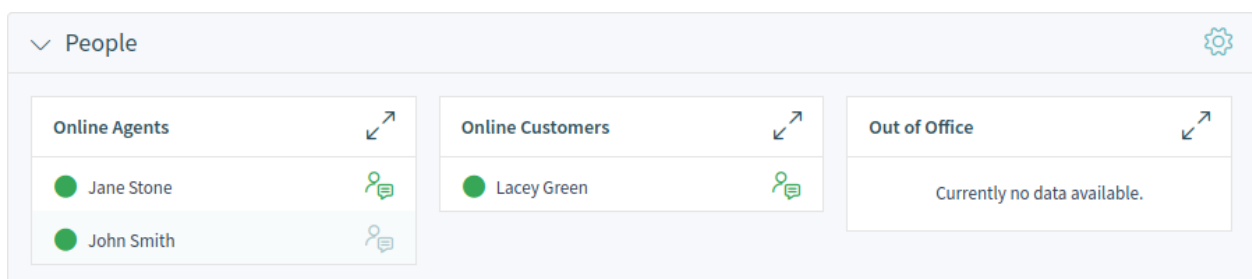 People
Online Agents
Jane Stone
John Smith
Online Customers
Lacey Green
Out of Office
Currently no data available.